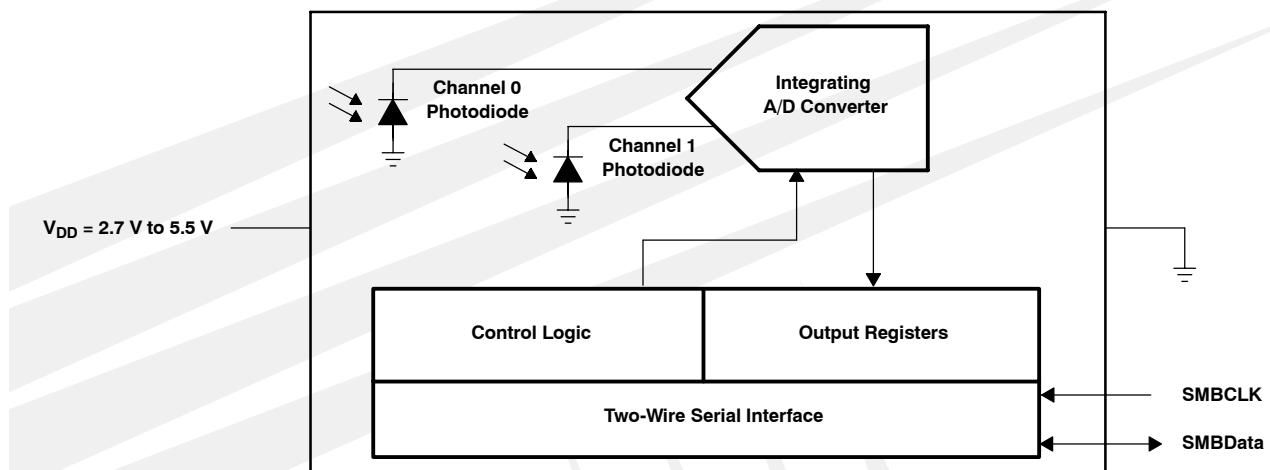 Integrating
A/D Converter
Channel 0
Photodiode
Channel 1
Photodiode
VDD = 2.7 V to 5.5 V
Control Logic
Output Registers
Two-Wire Serial Interface
SMBCLK
SMBData